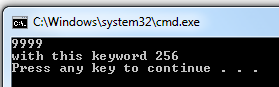 C:\Windows\system32\cmd.exe
9999
with this keyword 256
Press any key to continue . . .